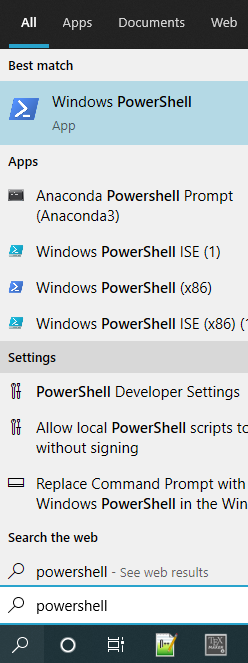 All Apps Documents Web
Best match
Windows PowerShell
App
Apps
Anaconda Powershell Prompt
(Anaconda3)
Windows PowerShell ISE (1)
Windows PowerShell (x86)
Windows PowerShell ISE (x86) (
Settings
PowerShell Developer Settings
Allow local PowerShell scripts to
without signing
Replace Command Prompt with
Windows PowerShell in the Win
Search the web
powershell - See web results
powershell
TEX
MAKER